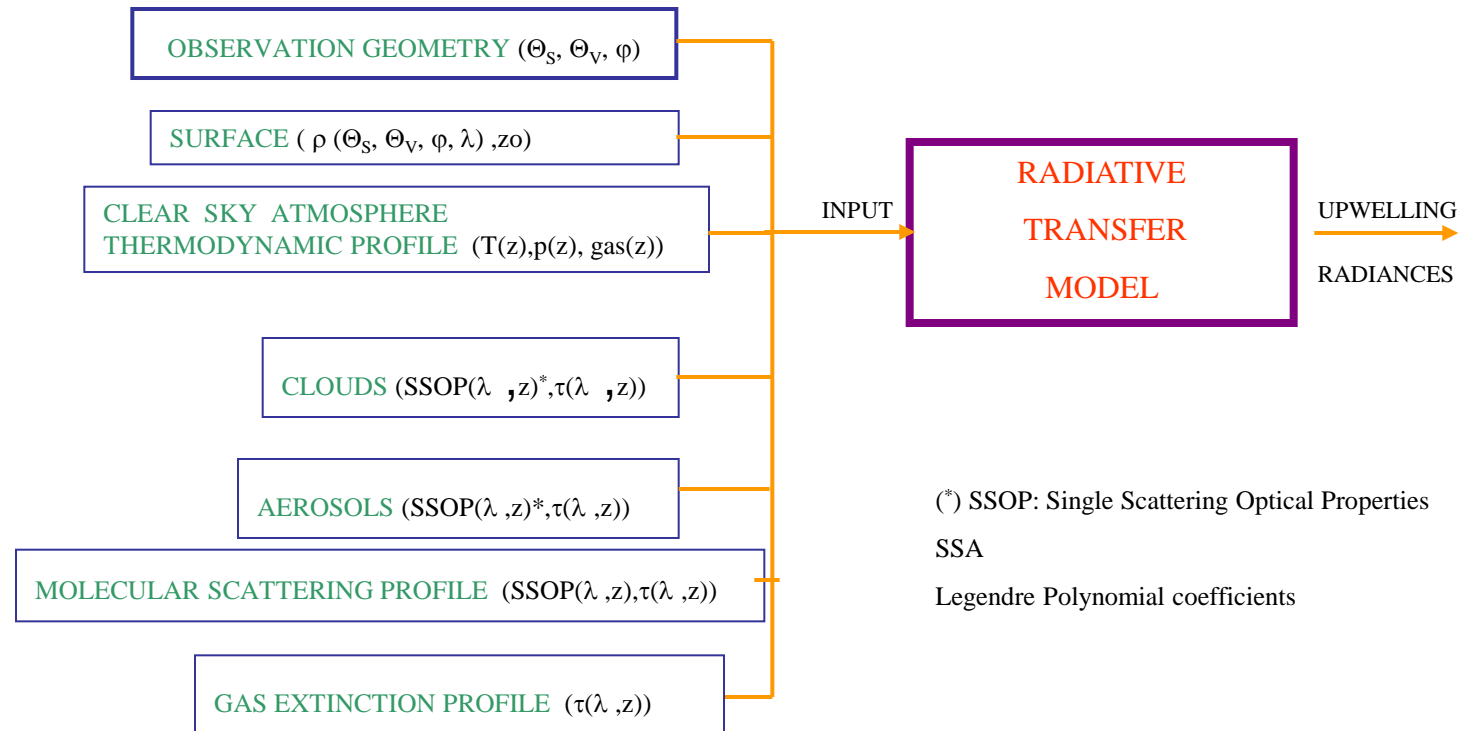 OBSERVATION GEOMETRY (ΘS, ΘV, φ)
SURFACE ( ρ (ΘS, ΘV, φ, λ) ,zo)
CLEAR SKY ATMOSPHERE
THERMODYNAMIC PROFILE (T(z),p(z), gas(z))
CLOUDS (SSOP(λ ,z)*,τ(λ ,z))
AEROSOLS (SSOP(λ ,z)*,τ(λ ,z))
MOLECULAR SCATTERING PROFILE (SSOP(λ ,z),τ(λ ,z))
GAS EXTINCTION PROFILE (τ(λ ,z))
INPUT
RADIATIVE
TRANSFER
MODEL
UPWELLING
RADIANCES
(*) SSOP: Single Scattering Optical Properties
SSA
Legendre Polynomial coefficients